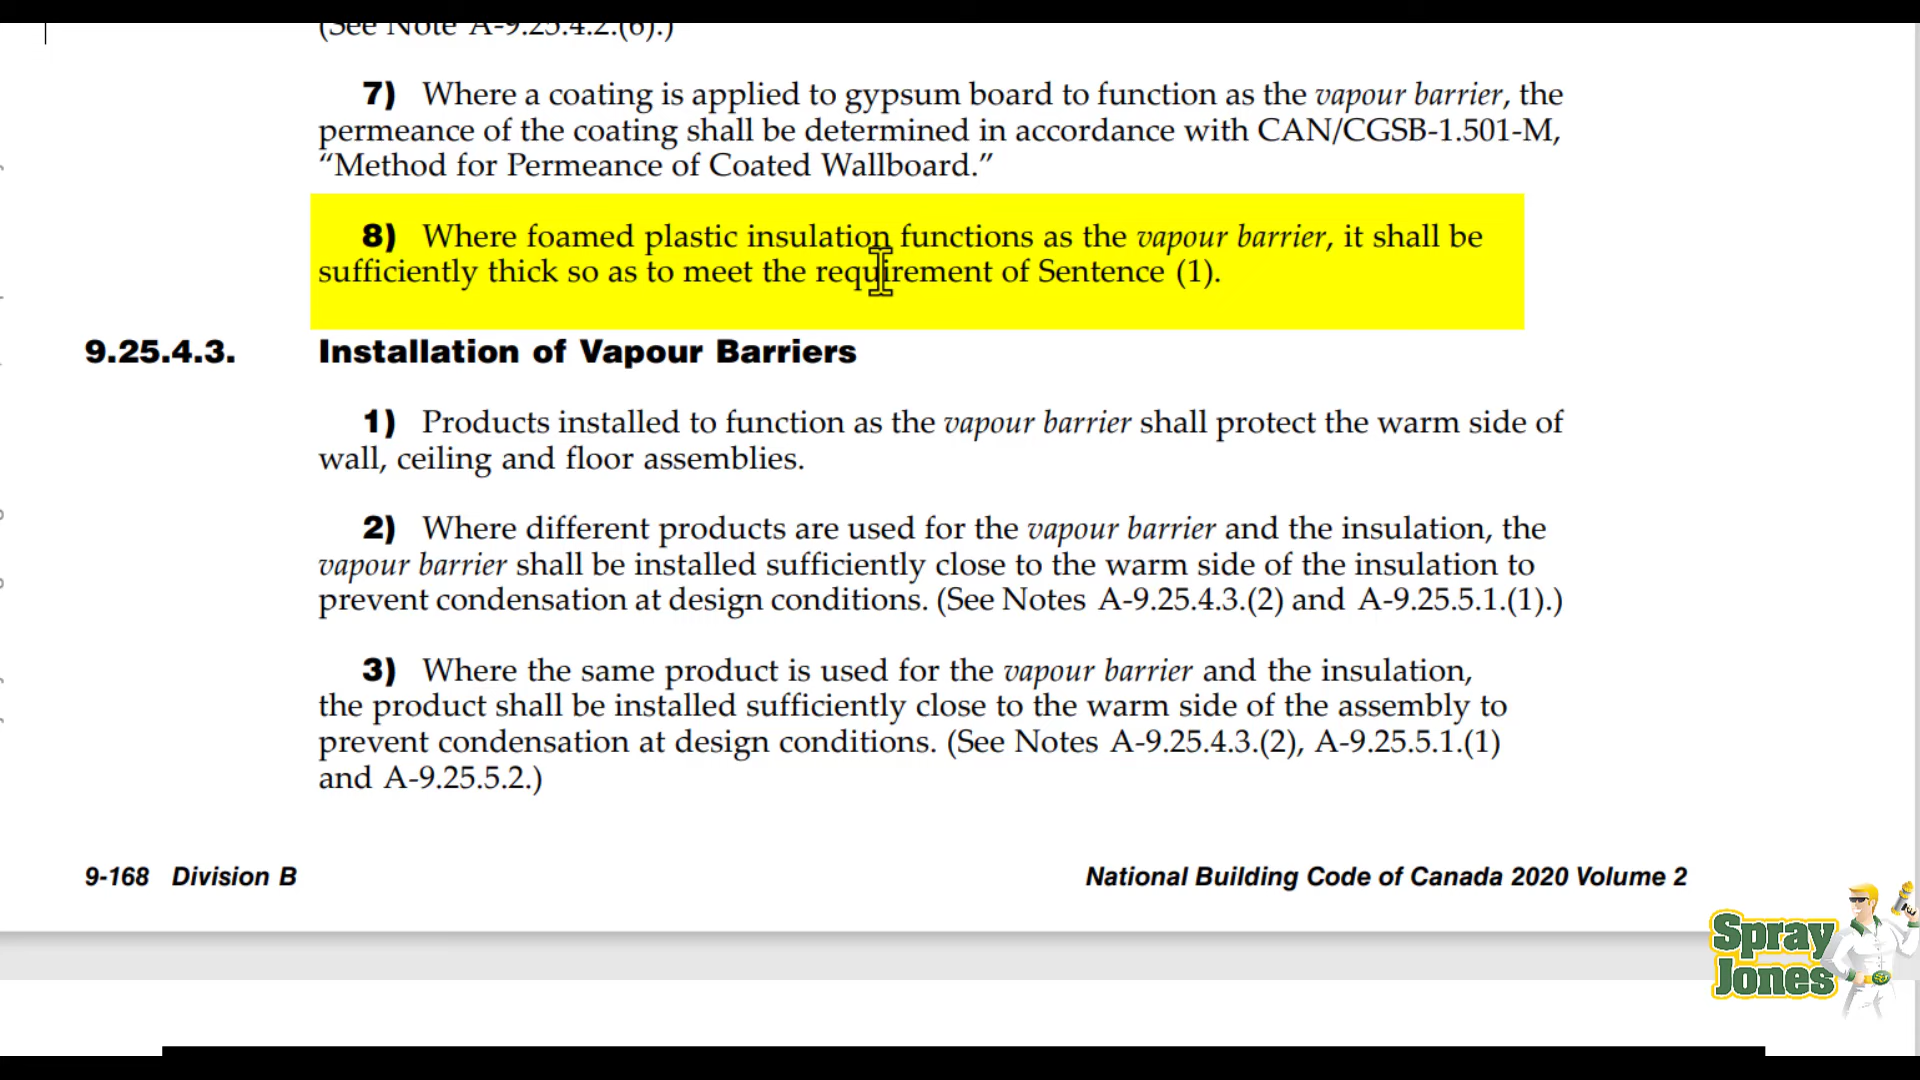 (See Note A-9.25.4.2.(6).)
7) Where a coating is applied to gypsum board to function as the vapour barrier, the
permeance of the coating shall be determined in accordance with CAN/CGSB-1.501-M,
“Method for Permeance of Coated Wallboard.”
8) Where foamed plastic insulation functions as the vapour barrier, it shall be
sufficiently thick so as to meet the requirement of Sentence (1).
9.25.4.3. Installation of Vapour Barriers
1) Products installed to function as the vapour barrier shall protect the warm side of
wall, ceiling and floor assemblies.
2) Where different products are used for the vapour barrier and the insulation, the
vapour barrier shall be installed sufficiently close to the warm side of the insulation to
prevent condensation at design conditions. (See Notes A-9.25.4.3.(2) and A-9.25.5.1.(1).)
3) Where the same product is used for the vapour barrier and the insulation,
the product shall be installed sufficiently close to the warm side of the assembly to
prevent condensation at design conditions. (See Notes A-9.25.4.3.(2), A-9.25.5.1.(1)
and A-9.25.5.2.)
9-168 Division B
National Building Code of Canada 2020 Volume 2
Spray
Jones